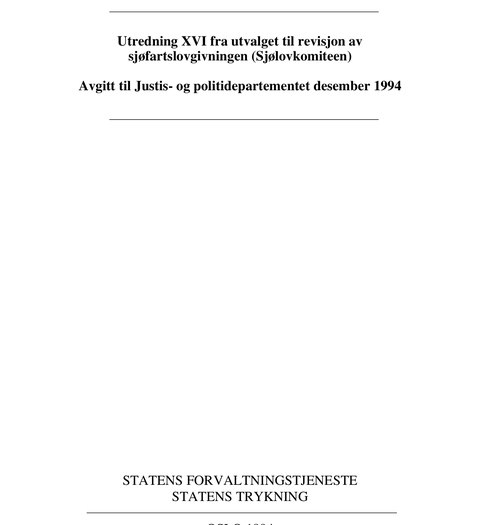 Utredning XVI fra utvalget til revisjon av
sjøfartslovgivningen (Sjølovkomiteen)
Avgitt til Justis- og politidepartementet desember 1994
STATENS FORVALTNINGSTJENESTE
STATENS TRYKNING